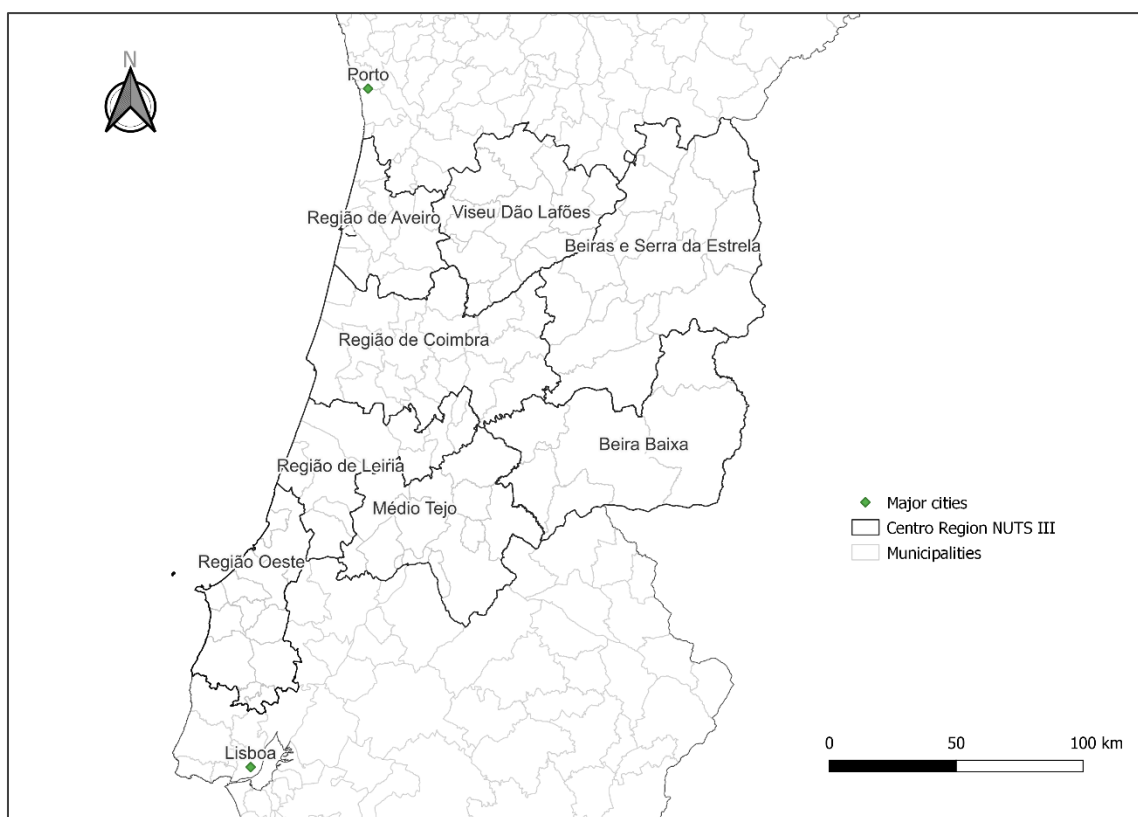 N
Porto
Região de Aveiro
Viseu Dão Lafões
Beiras e Serra da Estrela
Região de Coimbra
Beira Baixa
Região de Leiria
Médio Tejo
Região Oeste
Lisboa
Major cities
Centro Region NUTS III
Municipalities
0 50 100 km